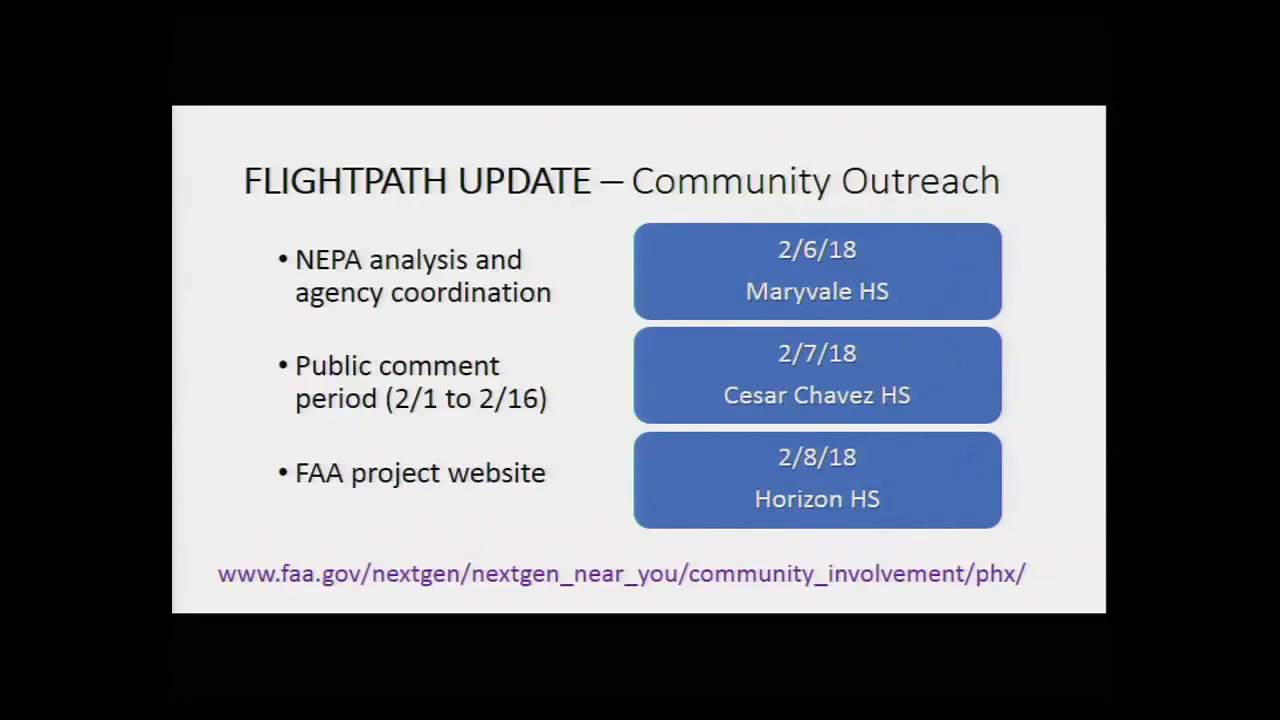 FLIGHTPATH UPDATE – Community Outreach
• NEPA analysis and
agency coordination
• Public comment
period (2/1 to 2/16)
• FAA project website
2/6/18
Maryvale HS
2/7/18
Cesar Chavez HS
2/8/18
Horizon HS
www.faa.gov/nextgen/nextgen_near_you/community_involvement/phx/